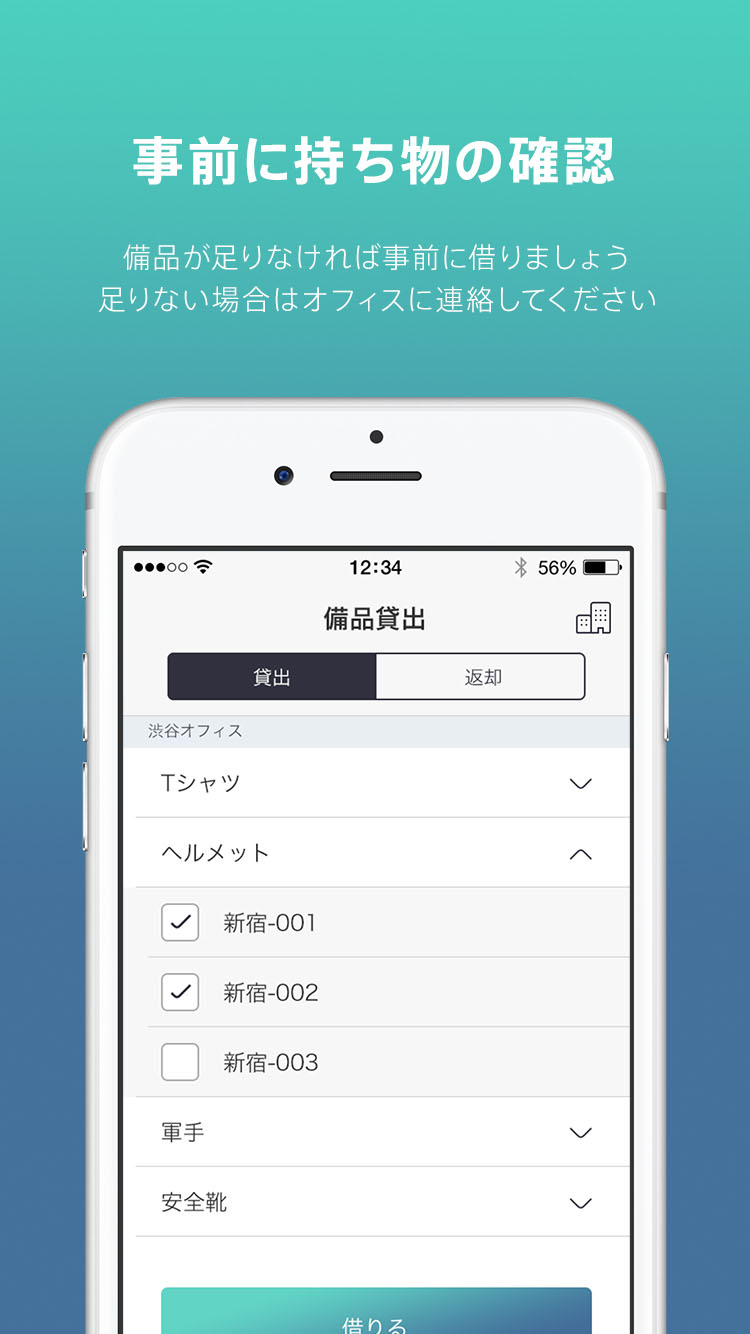 事前に持ち物の確認
備品が足りなければ事前に借りましょう
足りない場合はオフィスに連絡してください
12:34
56%
備品貸出
貸出
返却
渋谷オフィス
Tシャツ
ヘルメット
新宿-001
新宿-002
新宿-003
軍手
安全靴
借りる